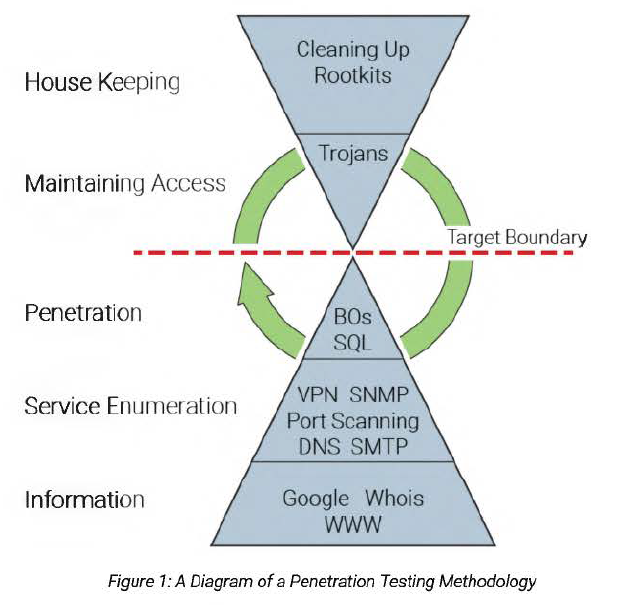 House Keeping
Cleaning Up
Rootkits
Maintaining Access
Trojans
Target Boundary
Penetration
BOs
SQL
Service Enumeration
VPN SNMP
Port Scanning
DNS SMTP
Information
Google Whois
WWW
Figure 1: A Diagram of a Penetration Testing Methodology